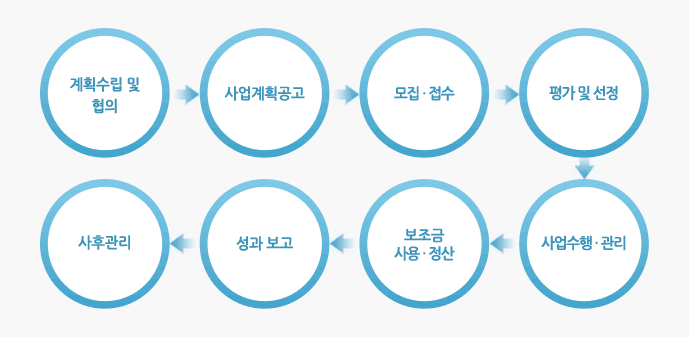 계획수립 및
협의
사업계획공고
모집·접수
평가 및 선정
사업수행·관리
보조금
사용·정산
성과 보고
사후관리